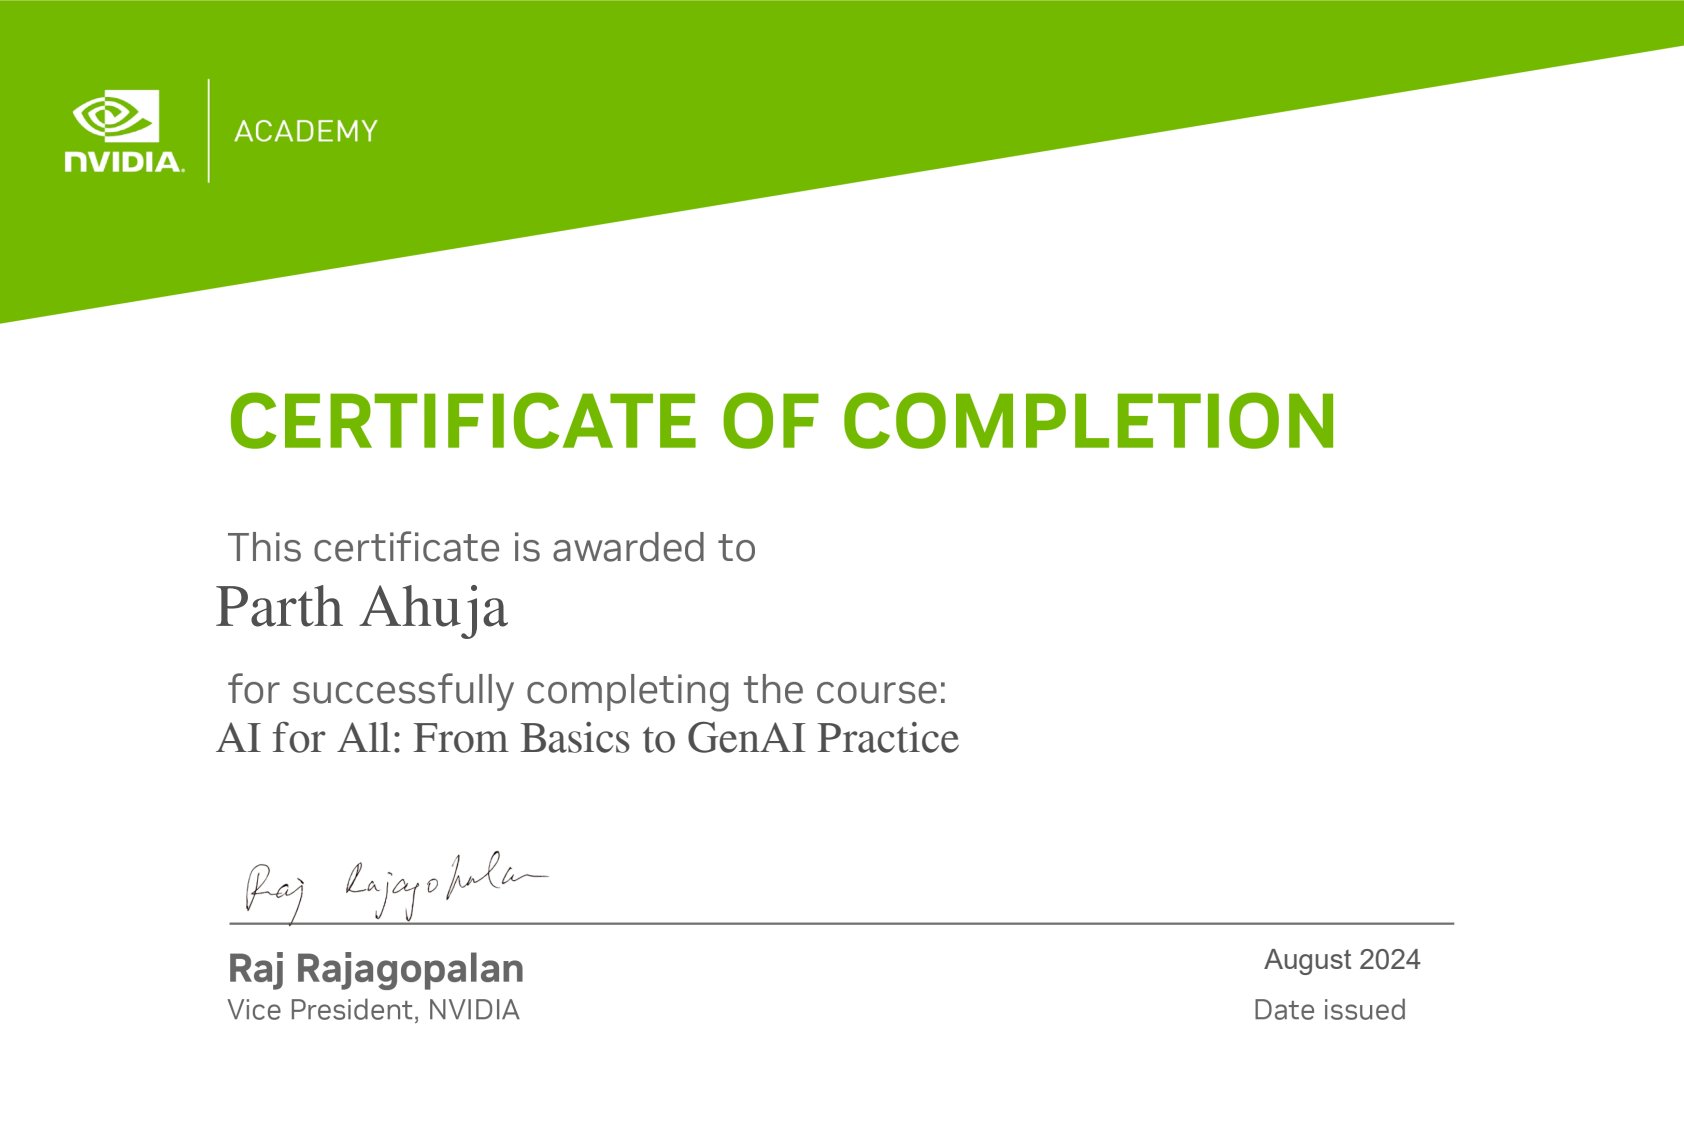 NVIDIA.
ACADEMY
CERTIFICATE OF COMPLETION
This certificate is awarded to
Parth Ahuja
for successfully completing the course:
AI for All: From Basics to GenAI Practice
Raj Rajagopalan
Raj Rajagopalan
Vice President, NVIDIA
August 2024
Date issued